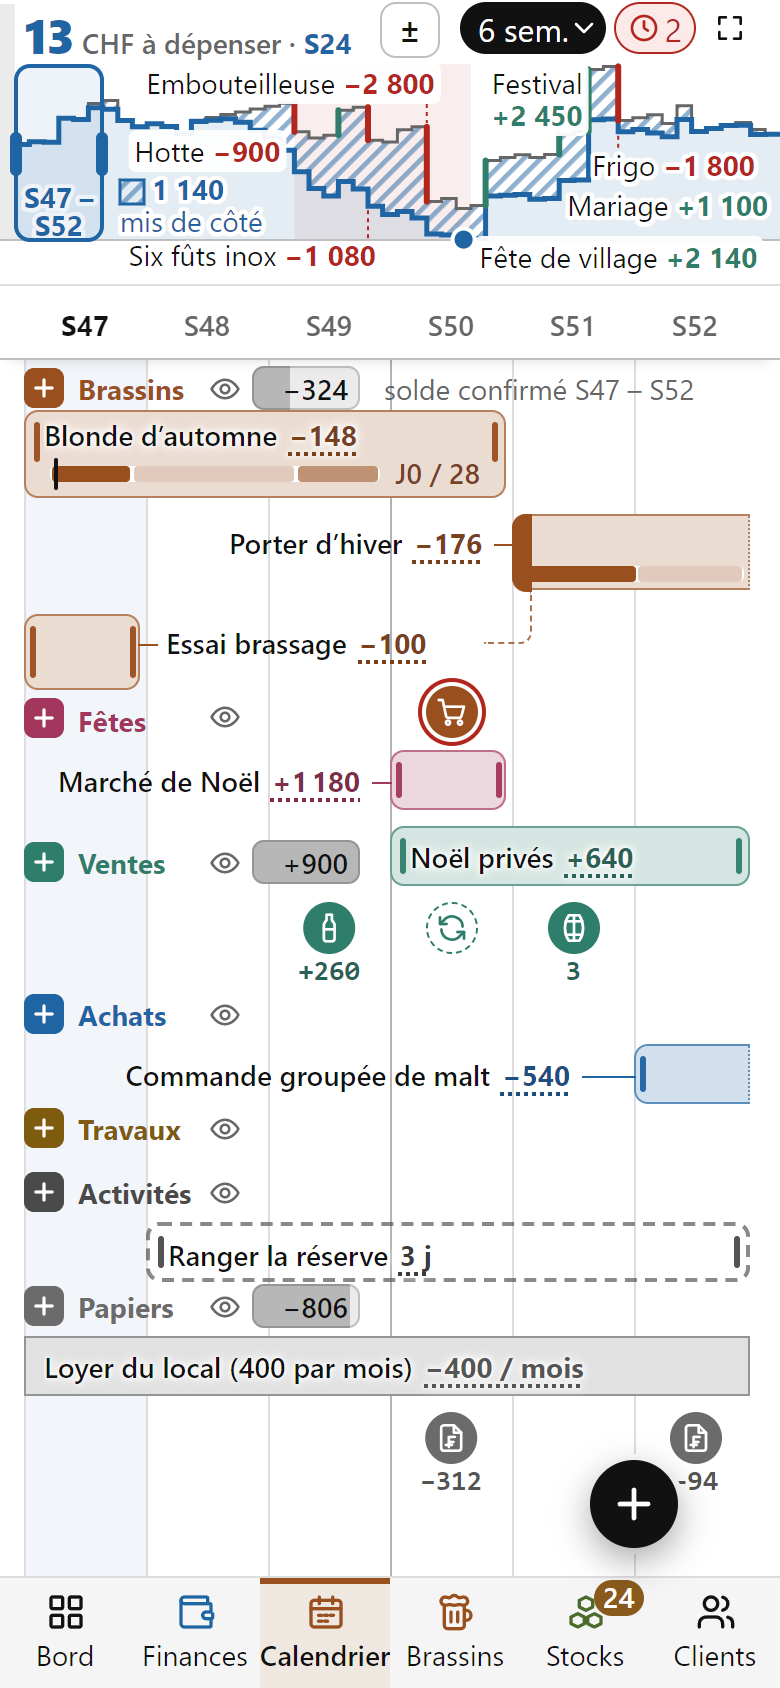 13 CHF à dépenser · S24
±
6 sem.
2
Embouteilleuse −2 800
Festival
+2 450
Hotte −900
Frigo −1 800
1 140
mis de côté
S47 –
S52
Mariage +1 100
Six fûts inox −1 080
Fête de village +2 140
S47 S48 S49 S50 S51 S52
Brassins −324 solde confirmé S47 – S52
Blonde d’automne −148
J0 / 28
Porter d’hiver −176
Essai brassage −100
Fêtes
Marché de Noël +1 180
Ventes +900
Noël privés +640
+260
3
Achats
Commande groupée de malt −540
Travaux
Activités
Ranger la réserve 3 j
Papiers −806
Loyer du local (400 par mois) −400 / mois
−312
-94
+
24
Bord Finances Calendrier Brassins Stocks Clients